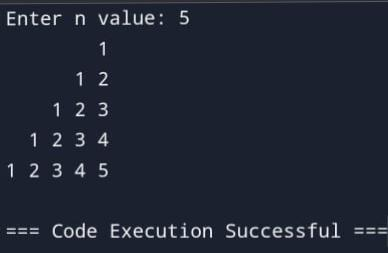 Enter n value: 5
        1
      1 2
    1 2 3
  1 2 3 4
1 2 3 4 5
=== Code Execution Successful ===